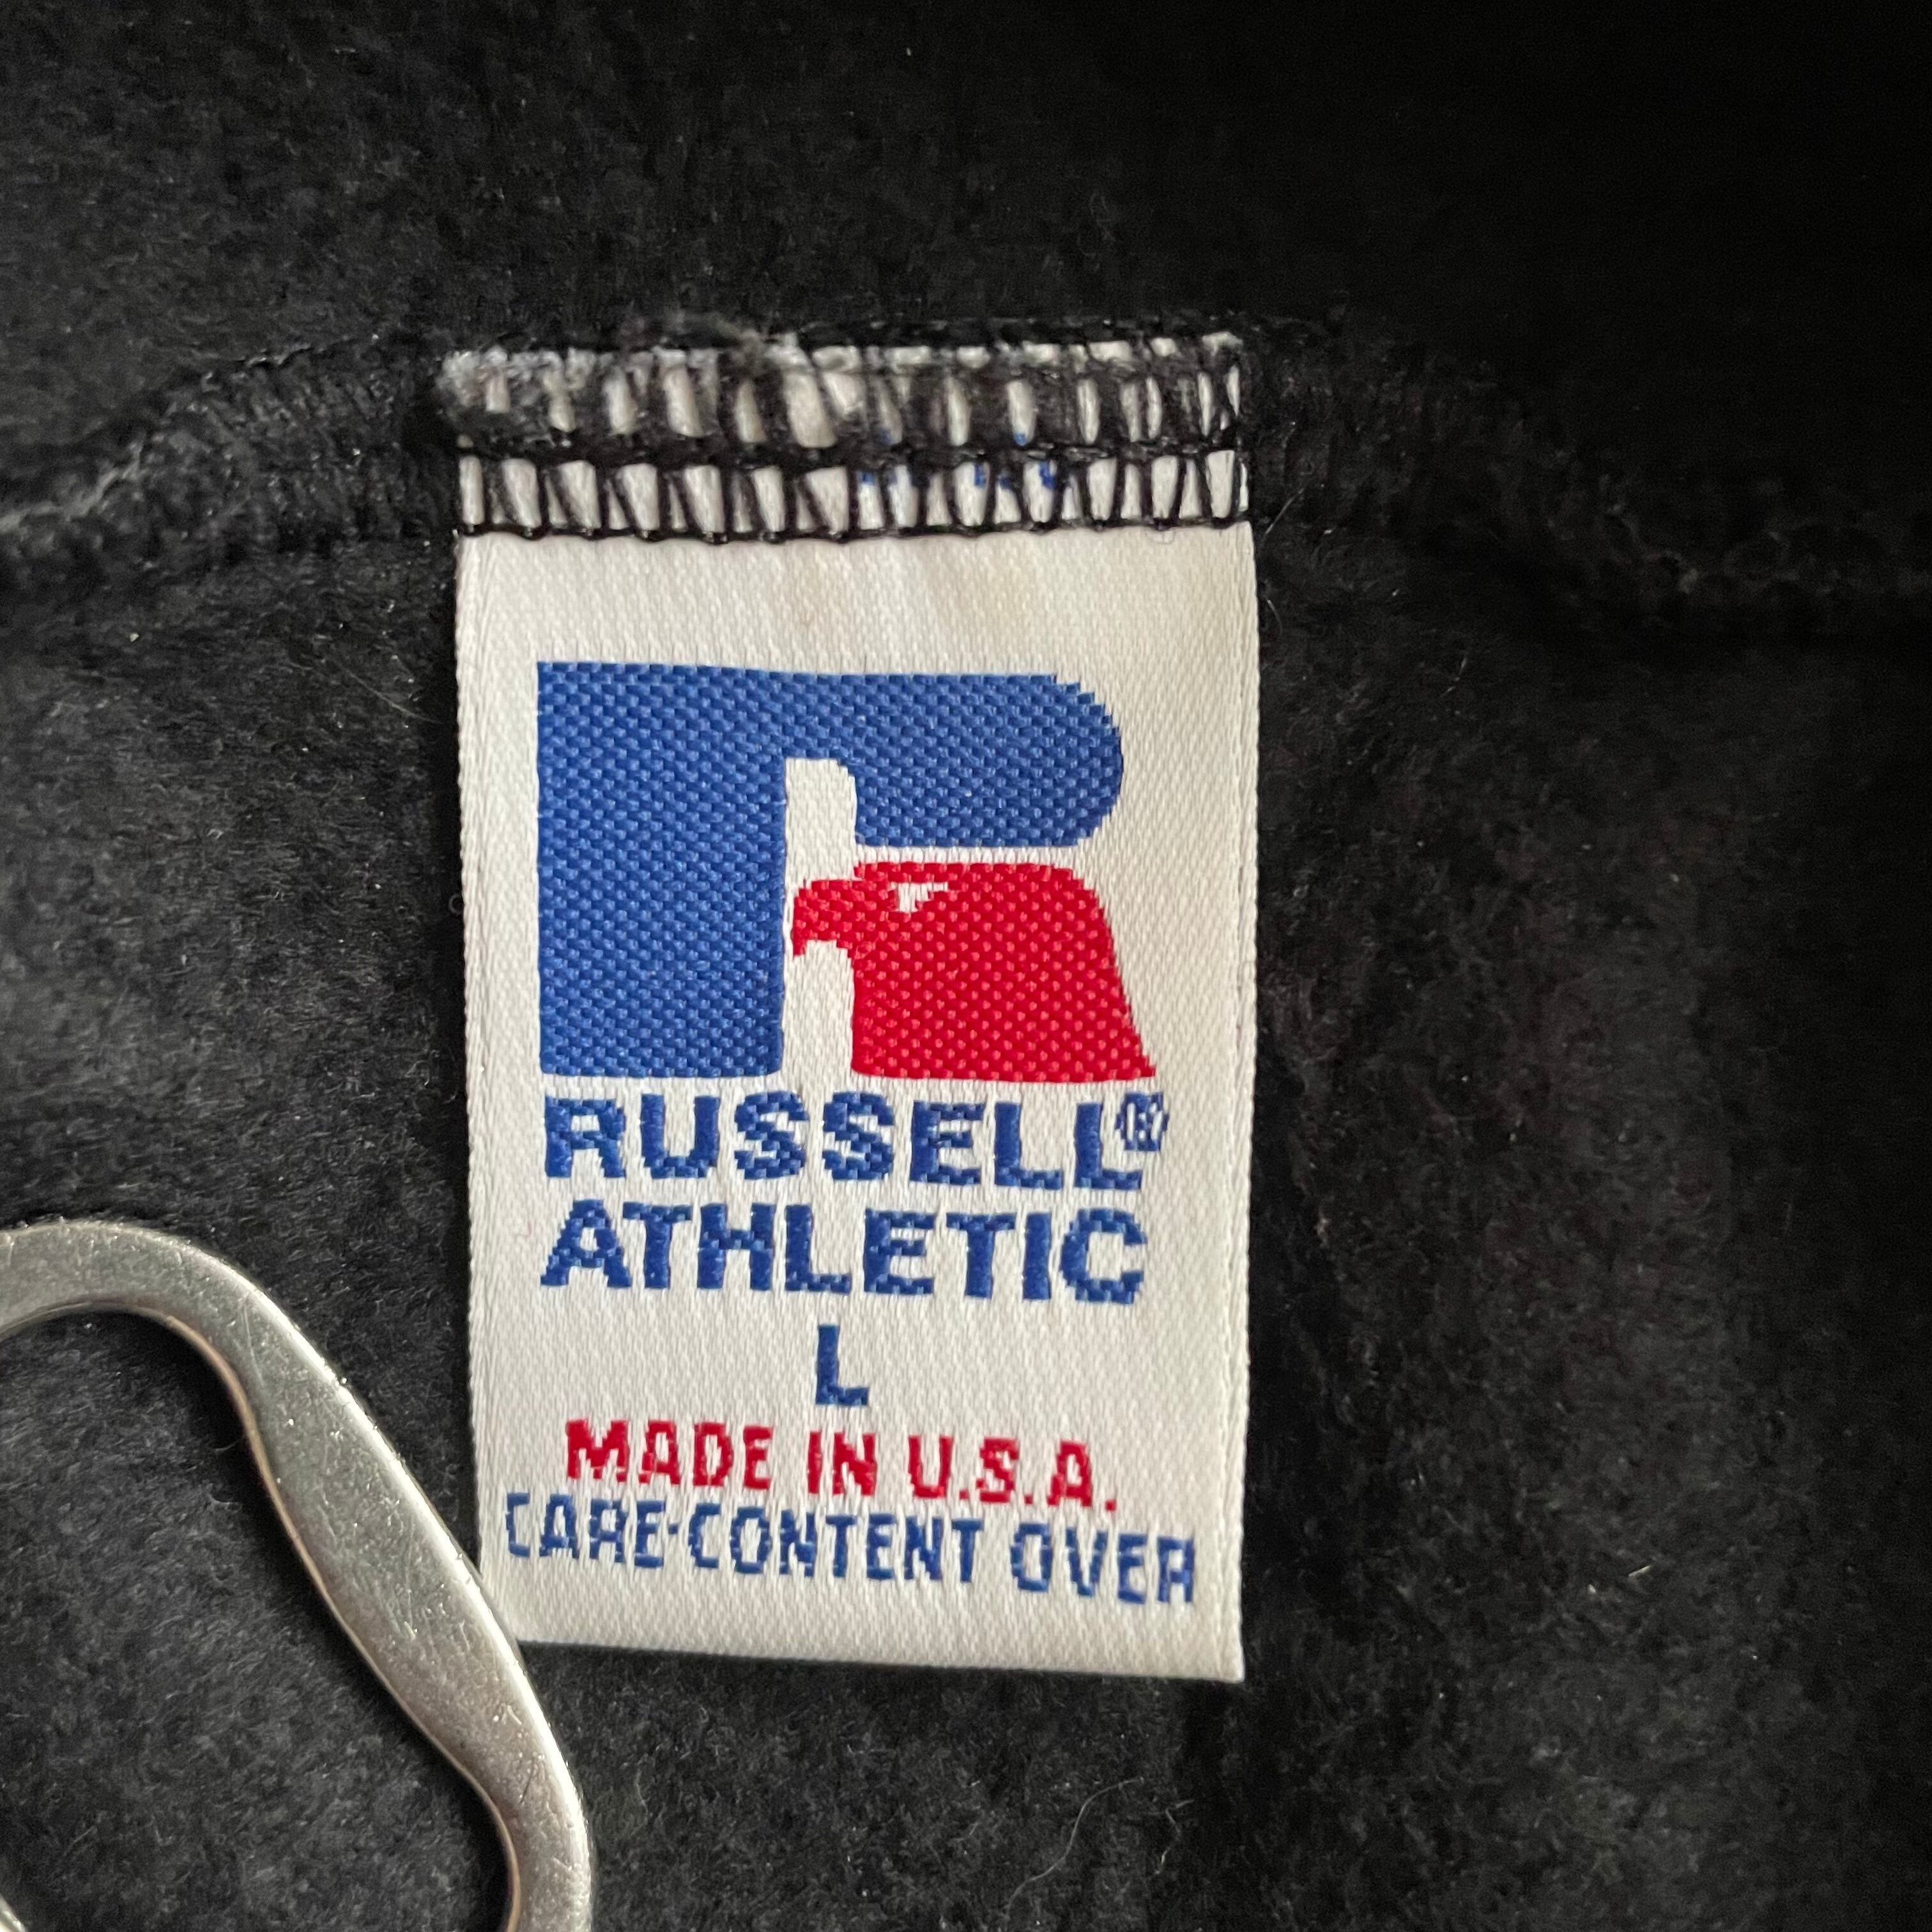 RUSSELL®
ATHLETIC
L
MADE IN U.S.A.
CARE·CONTENT OVER